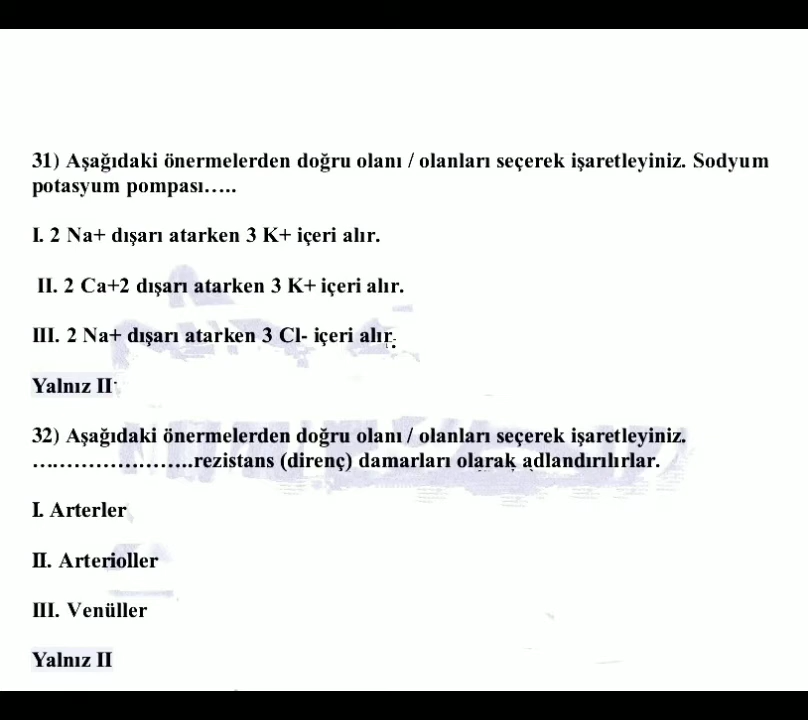 31) Aşağıdaki önermelerden doğru olanı / olanları seçerek işaretleyiniz. Sodyum
potasyum pompası…..
I. 2 Na+ dışarı atarken 3 K+ içeri alır.
II. 2 Ca+2 dışarı atarken 3 K+ içeri alır.
III. 2 Na+ dışarı atarken 3 Cl- içeri alır.
Yalnız II
32) Aşağıdaki önermelerden doğru olanı / olanları seçerek işaretleyiniz.
…………………..rezistans (direnç) damarları olarak adlandırılırlar.
I. Arterler
II. Arterioller
III. Venüller
Yalnız II